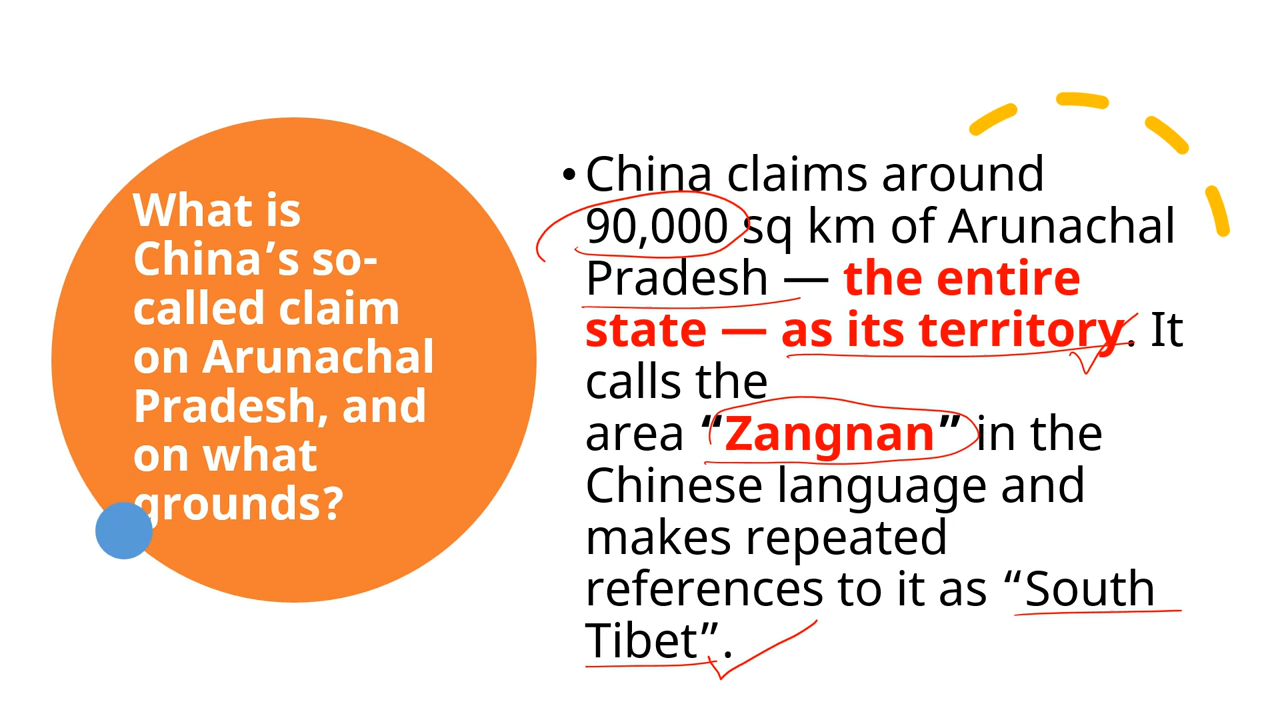 What is
China’s so-
called claim
on Arunachal
Pradesh, and
on what
grounds?
• China claims around
90,000 sq km of Arunachal
Pradesh — the entire
state — as its territory. It
calls the
area “Zangnan” in the
Chinese language and
makes repeated
references to it as “South
Tibet”.